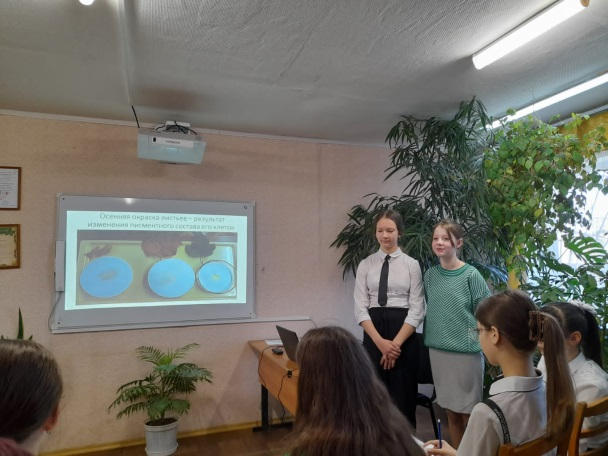 Осенняя окраска листьев – результат
изменения пигментного состава его клеток